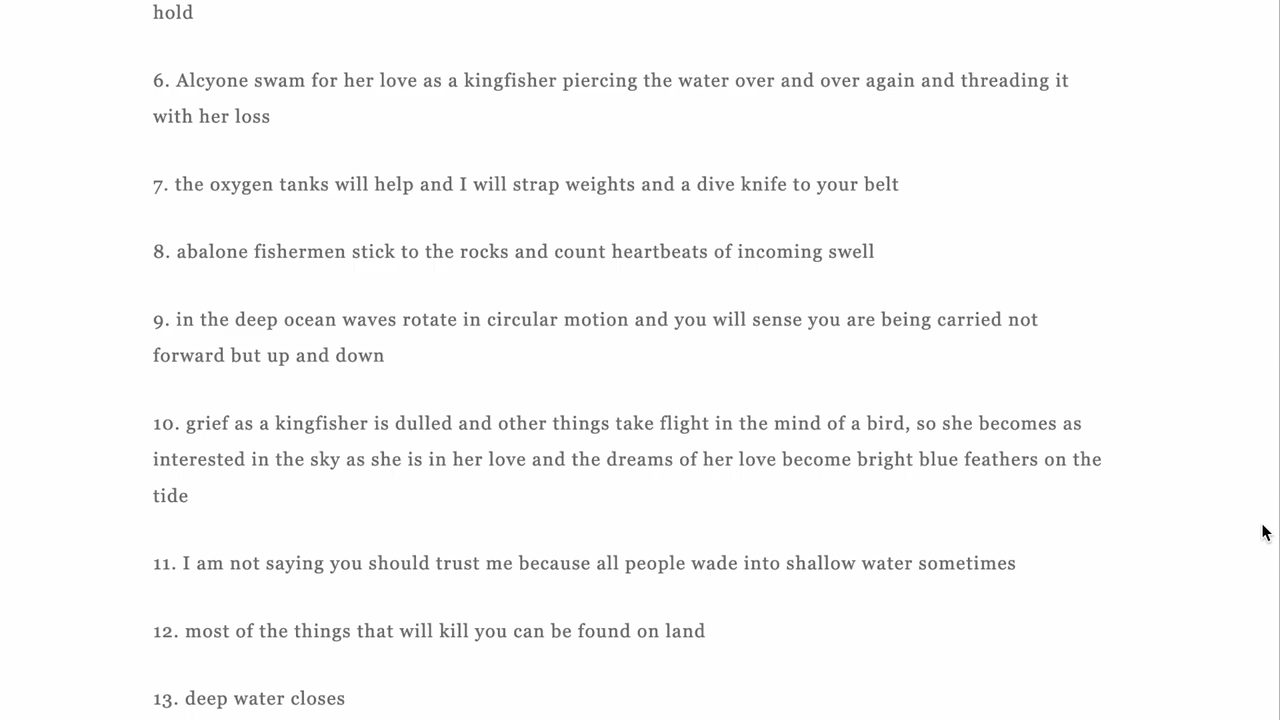 hold
6. Alcyone swam for her love as a kingfisher piercing the water over and over again and threading it
with her loss
7. the oxygen tanks will help and I will strap weights and a dive knife to your belt
8. abalone fishermen stick to the rocks and count heartbeats of incoming swell
9. in the deep ocean waves rotate in circular motion and you will sense you are being carried not
forward but up and down
10. grief as a kingfisher is dulled and other things take flight in the mind of a bird, so she becomes as
interested in the sky as she is in her love and the dreams of her love become bright blue feathers on the
tide
11. I am not saying you should trust me because all people wade into shallow water sometimes
12. most of the things that will kill you can be found on land
13. deep water closes